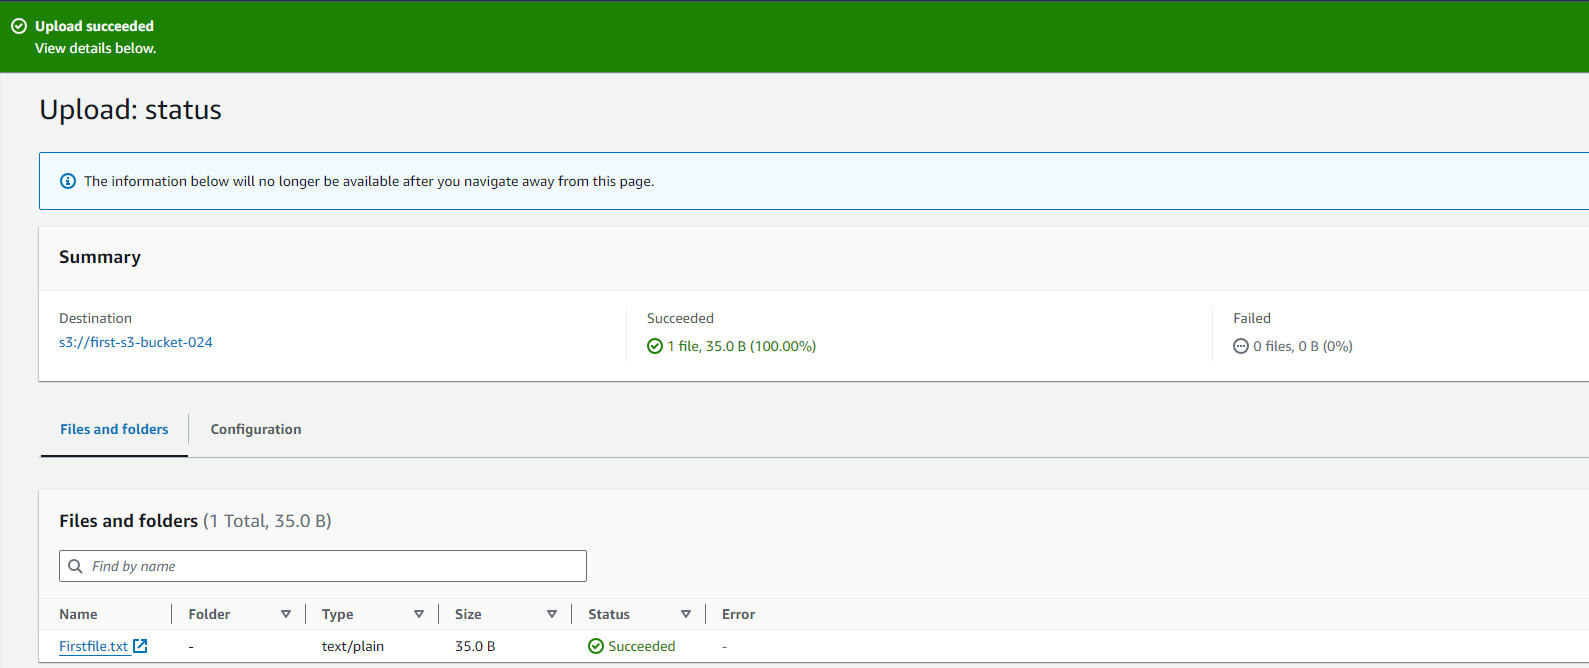 Upload succeeded
View details below.
Upload: status
The information below will no longer be available after you navigate away from this page.
Summary
Destination
s3://first-s3-bucket-024
Succeeded
1 file, 35.0 B (100.00%)
Failed
0 files, 0 B (0%)
Files and folders
Configuration
Files and folders (1 Total, 35.0 B)
Find by name
Name Folder Type Size Status Error
Firstfile.txt - text/plain 35.0 B Succeeded -